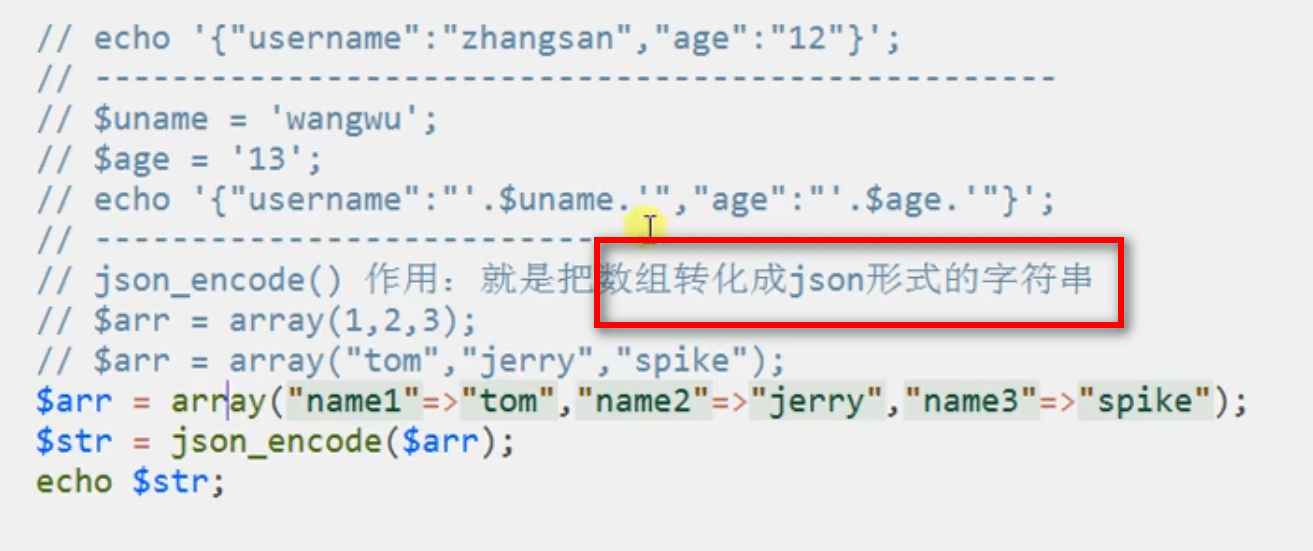 // echo '{"username":"zhangsan","age":"12"}';
// --------------------------------------------------
// $uname = 'wangwu';
// $age = '13';
// echo '{"username":"'.$uname.'","age":"'.$age.'"}';
// --------------------------------------------------
// json_encode() 作用：就是把数组转化成json形式的字符串
// $arr = array(1,2,3);
// $arr = array("tom","jerry","spike");
$arr = array("name1"=>"tom","name2"=>"jerry","name3"=>"spike");
$str = json_encode($arr);
echo $str;